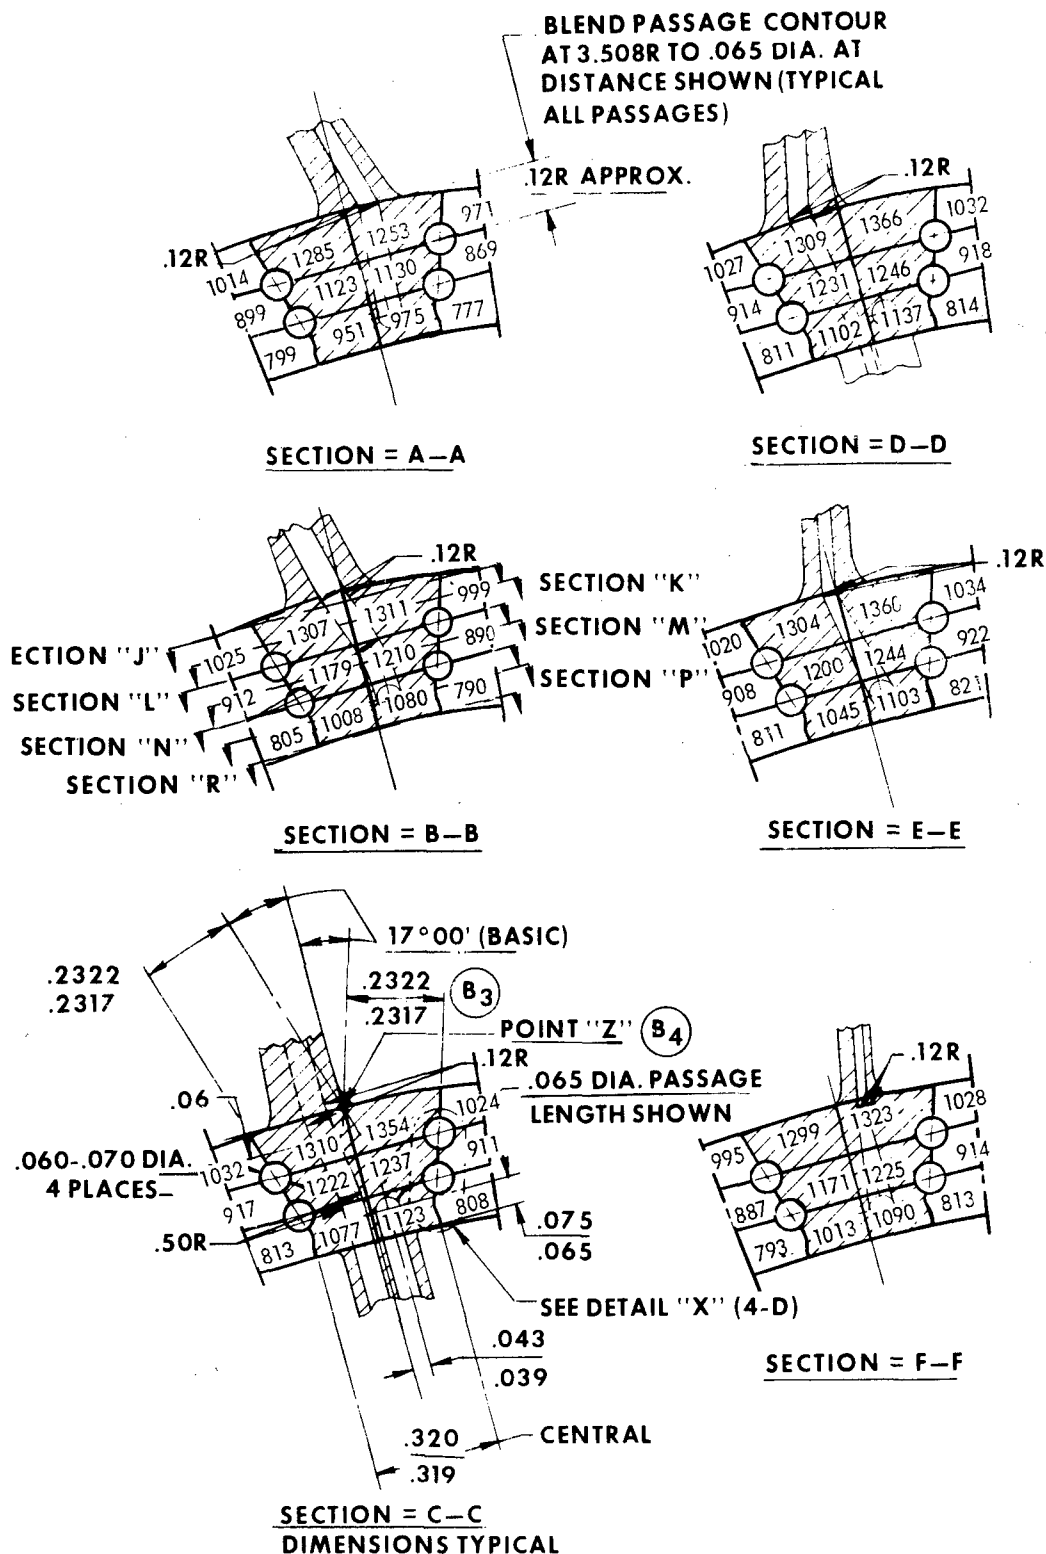 BLEND PASSAGE CONTOUR
AT 3.508R TO .065 DIA. AT
DISTANCE SHOWN (TYPICAL
ALL PASSAGES)
.12R APPROX.
.12R
1014
1285
1253
971
899
1123
1130
869
799
951
975
777
SECTION = A—A
.12R
1027
1309
1366
1032
914
1231
1246
918
811
1102
1137
814
SECTION = D—D
.12R
SECTION "K"
SECTION "M"
SECTION "P"
ECTION "J"
SECTION "L"
SECTION "N"
SECTION "R"
1025
1307
1311
999
912
1179
1210
890
805
1008
1080
790
SECTION = B—B
.12R
1020
1304
1360
1034
908
1200
1244
922
811
1045
1103
SECTION = E—E
17°00' (BASIC)
.2322
.2317
.2322
.2317
B3
POINT "Z"
B4
.12R
.065 DIA. PASSAGE
LENGTH SHOWN
.06
.060-.070 DIA.
4 PLACES—
.50R
1032
1310
1354
1024
917
1222
1237
911
813
1077
1123
808
.075
.065
SEE DETAIL "X" (4-D)
.043
.039
.320
.319
CENTRAL
SECTION = C—C
DIMENSIONS TYPICAL
.12R
995
1299
1323
1028
887
1171
1225
914
793
1013
1090
813
SECTION = F—F